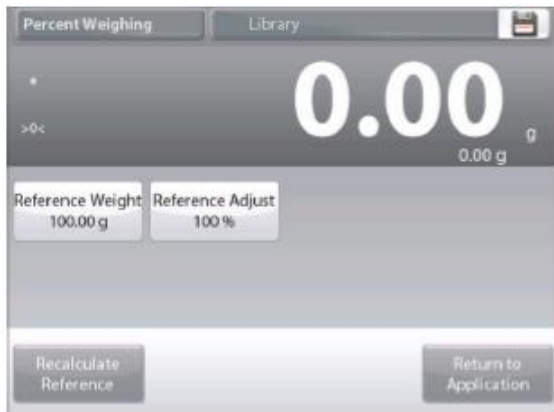 Percent Weighing
Library
*
>0<
0.00 g
0.00 g
Reference Weight
100.00 g
Reference Adjust
100 %
Recalculate
Reference
Return to
Application